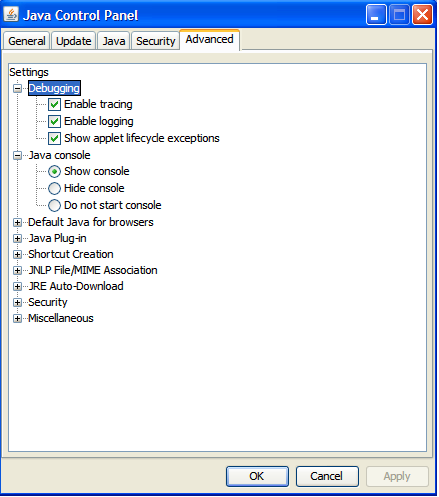 Java Control Panel
General Update Java Security Advanced
Settings
Debugging
Enable tracing
Enable logging
Show applet lifecycle exceptions
Java console
Show console
Hide console
Do not start console
Default Java for browsers
Java Plug-in
Shortcut Creation
JNLP File/MIME Association
JRE Auto-Download
Security
Miscellaneous
OK Cancel Apply